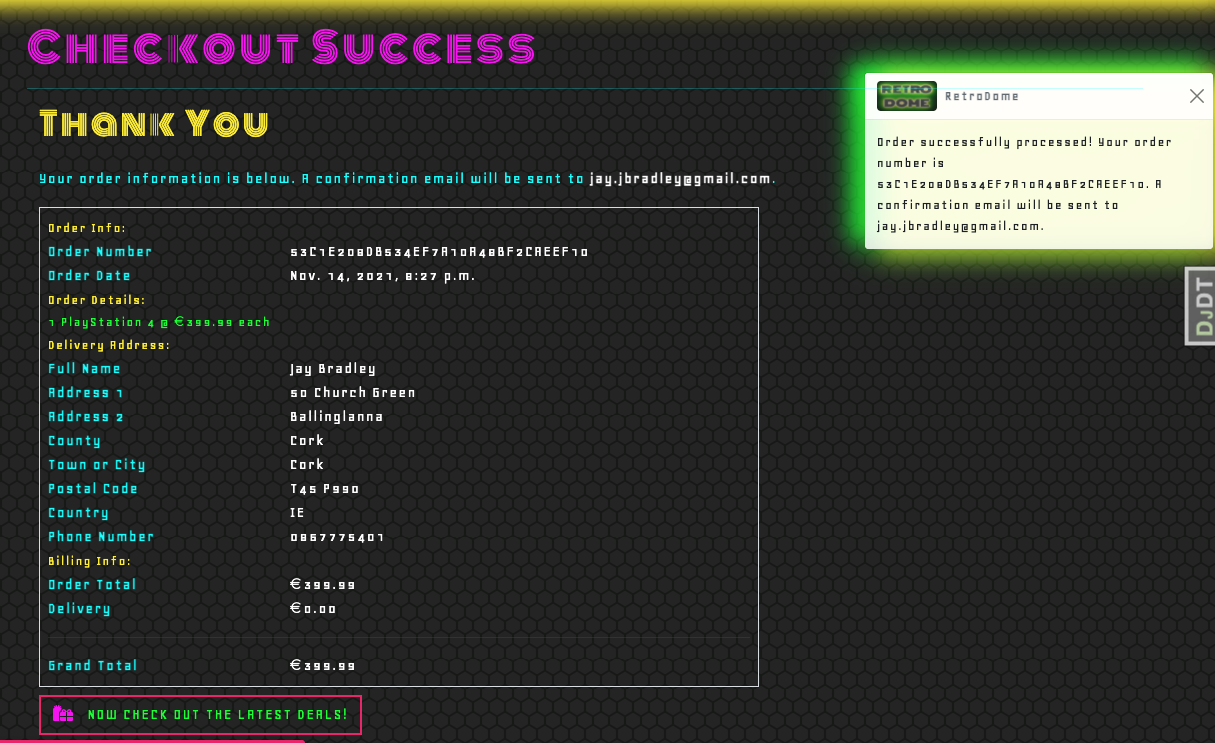 Checkout Success
RETRO
DOME
RetroDome
Order successfully processed! Your order
number is
53C1E208DB534EF7A10A48BF2CAEEF10. A
confirmation email will be sent to
jay.jbradley@gmail.com.
Thank You
Your order information is below. A confirmation email will be sent to jay.jbradley@gmail.com.
Order Info:
Order Number 53C1E208DB534EF7A10A48BF2CAEEF10
Order Date Nov. 14, 2021, 8:27 p.m.
Order Details:
1 PlayStation 4 @ €399.99 each
Delivery Address:
Full Name Jay Bradley
Address 1 50 Church Green
Address 2 Ballinglanna
County Cork
Town or City Cork
Postal Code T45 P990
Country IE
Phone Number 0867775401
Billing Info:
Order Total €399.99
Delivery €0.00
Grand Total €399.99
NOW CHECK OUT THE LATEST DEALS!
DJDT